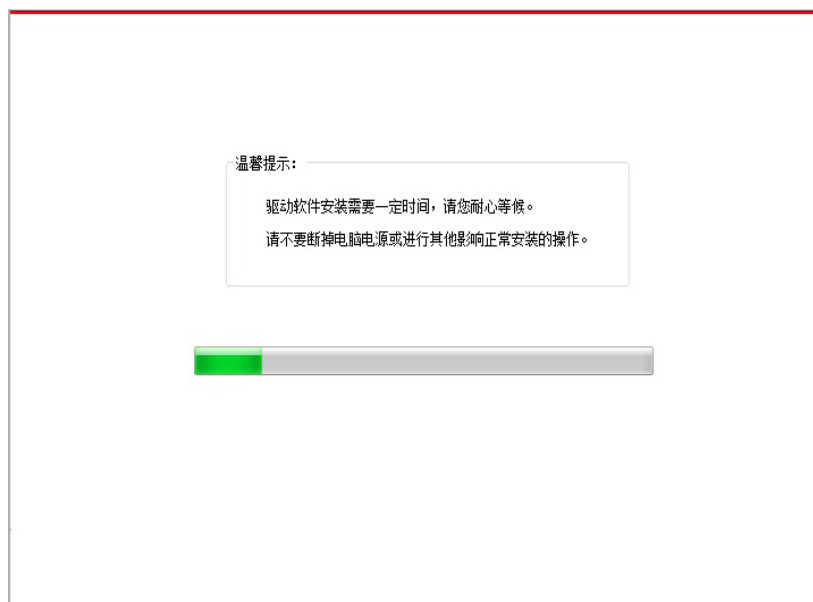 温馨提示：
驱动软件安装需要一定时间，请您耐心等候。
请不要断掉电脑电源或进行其他影响正常安装的操作。